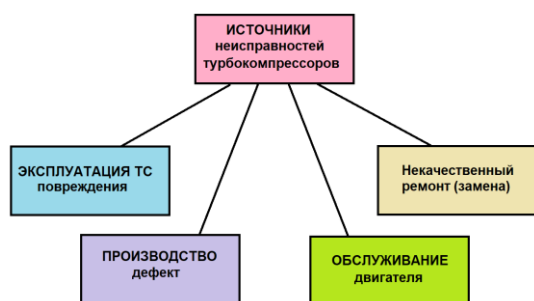 ИСТОЧНИКИ
неисправностей
турбокомпрессоров
ЭКСПЛУАТАЦИЯ ТС
повреждения
Некачественный
ремонт (замена)
ПРОИЗВОДСТВО
дефект
ОБСЛУЖИВАНИЕ
двигателя